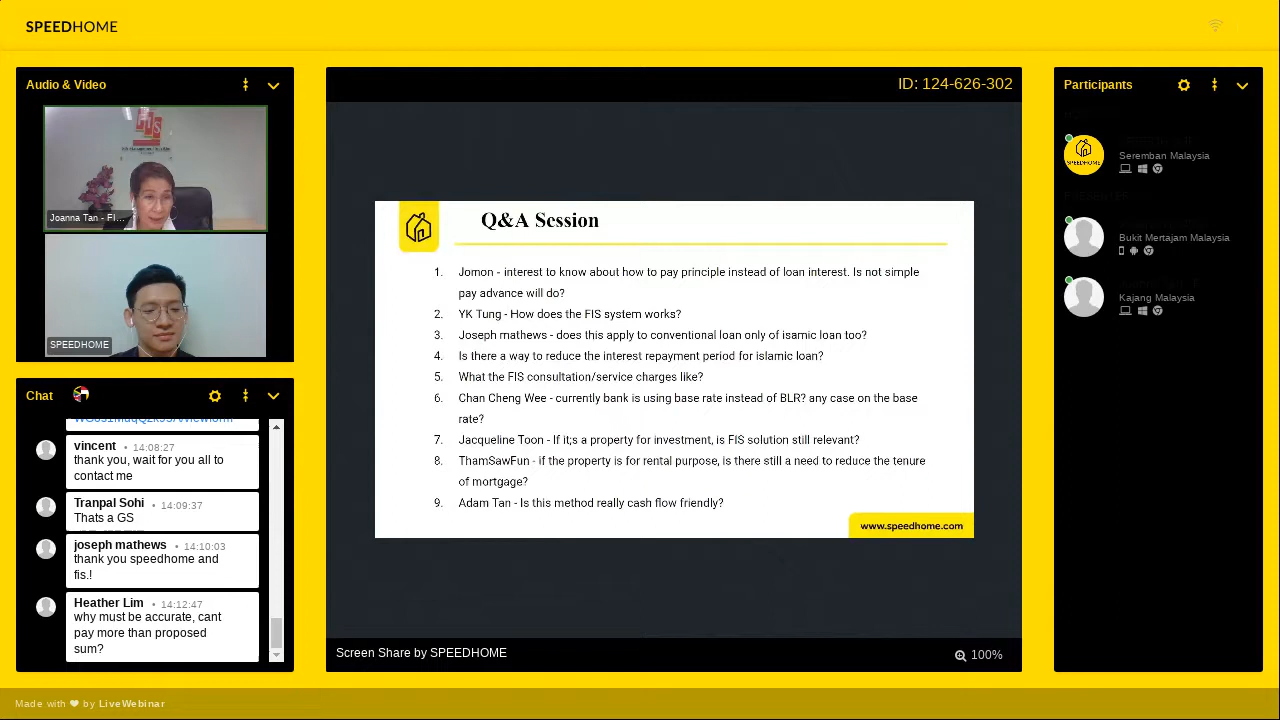 SPEEDHOME
Audio & Video
Joanna Tan - FI...
SPEEDHOME
Chat
vincent • 14:08:27
thank you, wait for you all to
contact me
Tranpal Sohi • 14:09:37
Thats a GS
joseph mathews • 14:10:03
thank you speedhome and
fis.!
Heather Lim • 14:12:47
why must be accurate, cant
pay more than proposed
sum?
ID: 124-626-302
Q&A Session
1. Jomon - interest to know about how to pay principle instead of loan interest. Is not simple
pay advance will do?
2. YK Tung - How does the FIS system works?
3. Joseph mathews - does this apply to conventional loan only of isamic loan too?
4. Is there a way to reduce the interest repayment period for islamic loan?
5. What the FIS consultation/service charges like?
6. Chan Cheng Wee - currently bank is using base rate instead of BLR? any case on the base
rate?
7. Jacqueline Toon - If it;s a property for investment, is FIS solution still relevant?
8. ThamSawFun - if the property is for rental purpose, is there still a need to reduce the tenure
of mortgage?
9. Adam Tan - Is this method really cash flow friendly?
www.speedhome.com
Screen Share by SPEEDHOME
100%
Participants
SPEEDHOME
Seremban Malaysia
Bukit Mertajam Malaysia
Kajang Malaysia
Made with ❤ by LiveWebinar